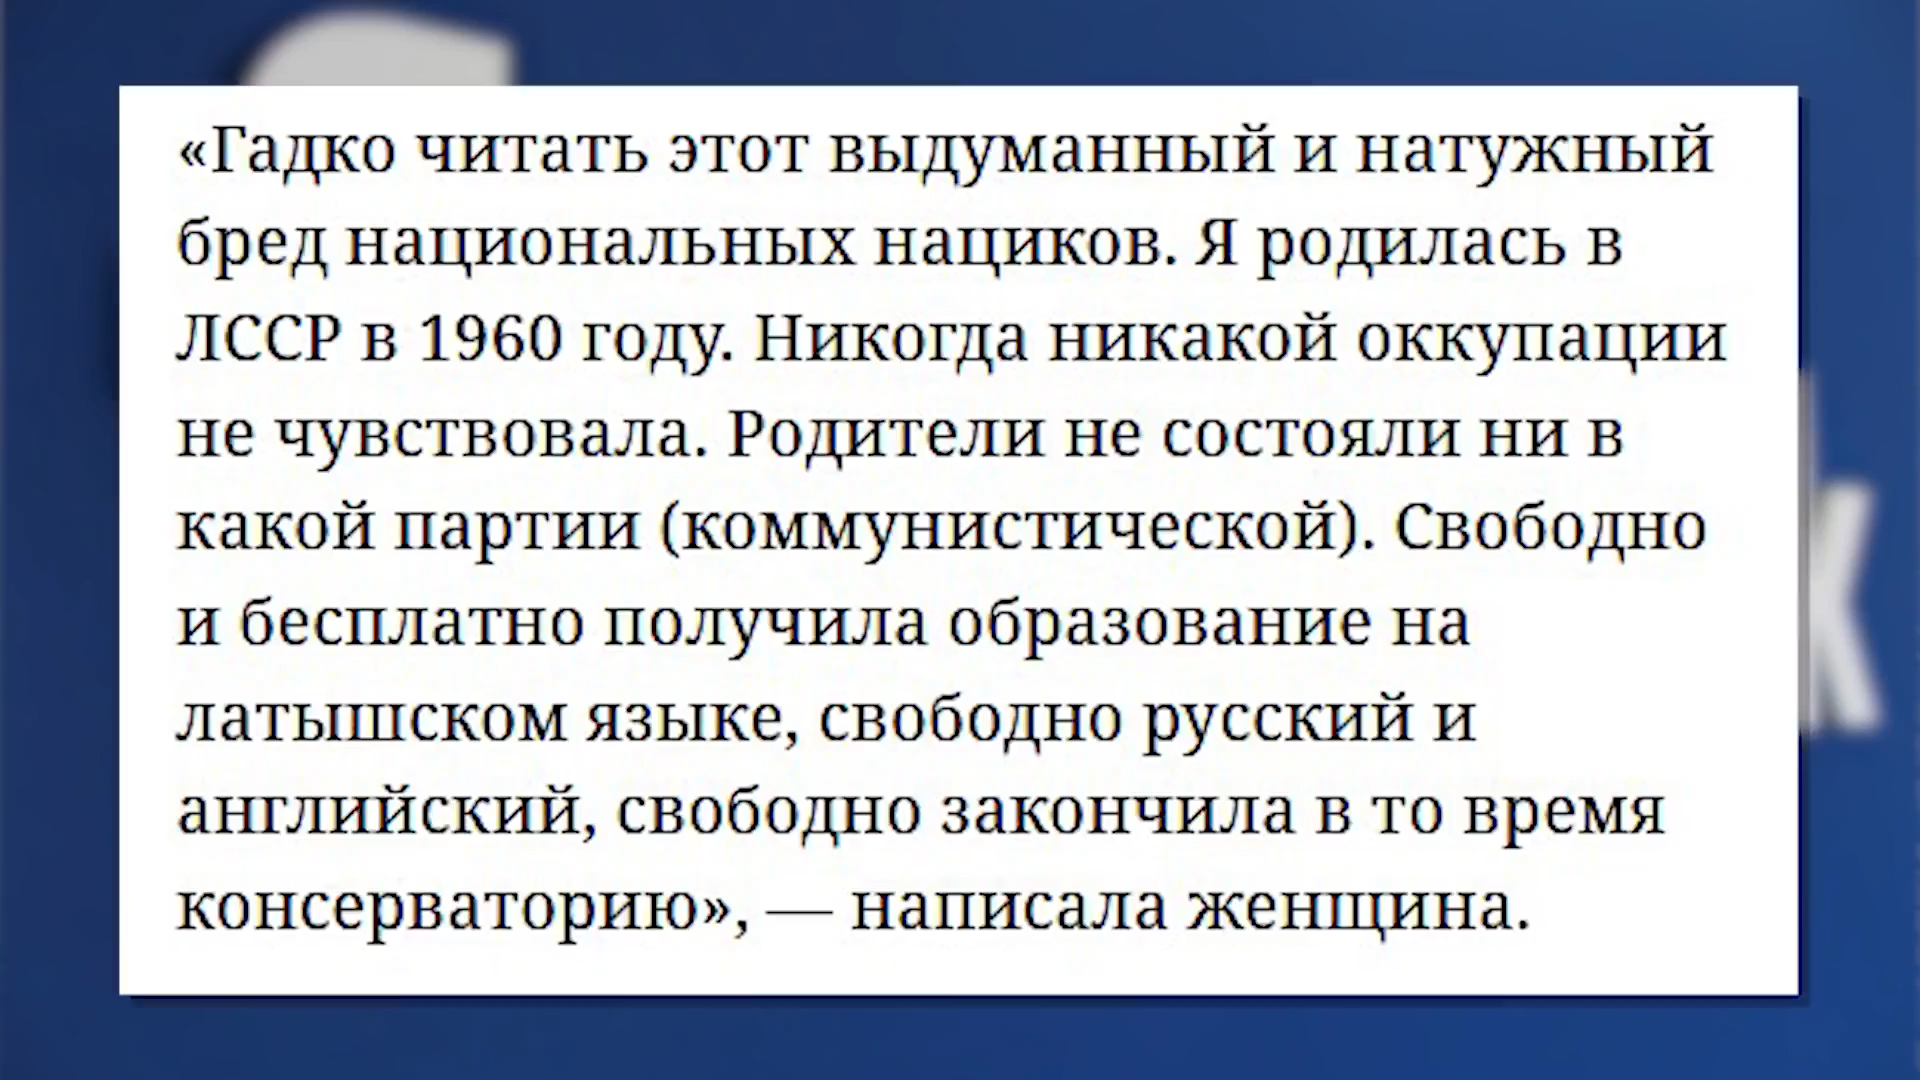 «Гадко читать этот выдуманный и натужный
бред национальных нациков. Я родилась в
ЛССР в 1960 году. Никогда никакой оккупации
не чувствовала. Родители не состояли ни в
какой партии (коммунистической). Свободно
и бесплатно получила образование на
латышском языке, свободно русский и
английский, свободно закончила в то время
консерваторию», — написала женщина.